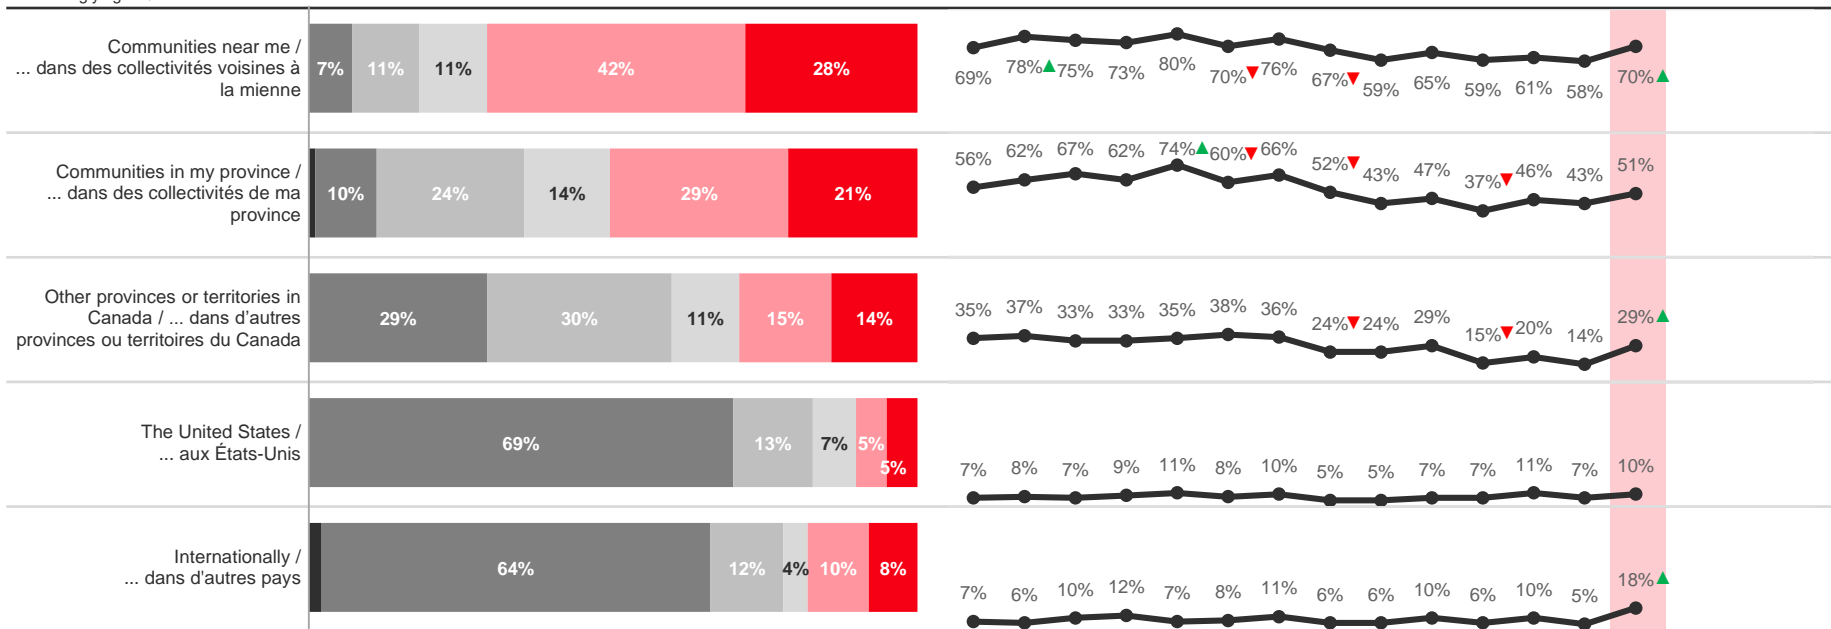 Communities near me /
... dans des collectivités voisines à
la mienne
7% 11% 11% 42% 28%
69% 78%▲ 75% 73% 80% 70%▼ 76% 67%▼ 59% 65% 59% 61% 58% 70%▲
Communities in my province /
... dans des collectivités de ma
province
10% 24% 14% 29% 21%
56% 62% 67% 62% 74%▲ 60%▼ 66% 52%▼ 43% 47% 37%▼ 46% 43% 51%
Other provinces or territories in
Canada / ... dans d'autres
provinces ou territoires du Canada
29% 30% 11% 15% 14%
35% 37% 33% 33% 35% 38% 36% 24%▼ 24% 29% 15%▼ 20% 14% 29%▲
The United States /
... aux États-Unis
69% 13% 7% 5% 5%
7% 8% 7% 9% 11% 8% 10% 5% 5% 7% 7% 11% 7% 10%
Internationally /
... dans d'autres pays
64% 12% 4% 10% 8%
7% 6% 10% 12% 7% 8% 11% 6% 6% 10% 6% 10% 5% 18%▲